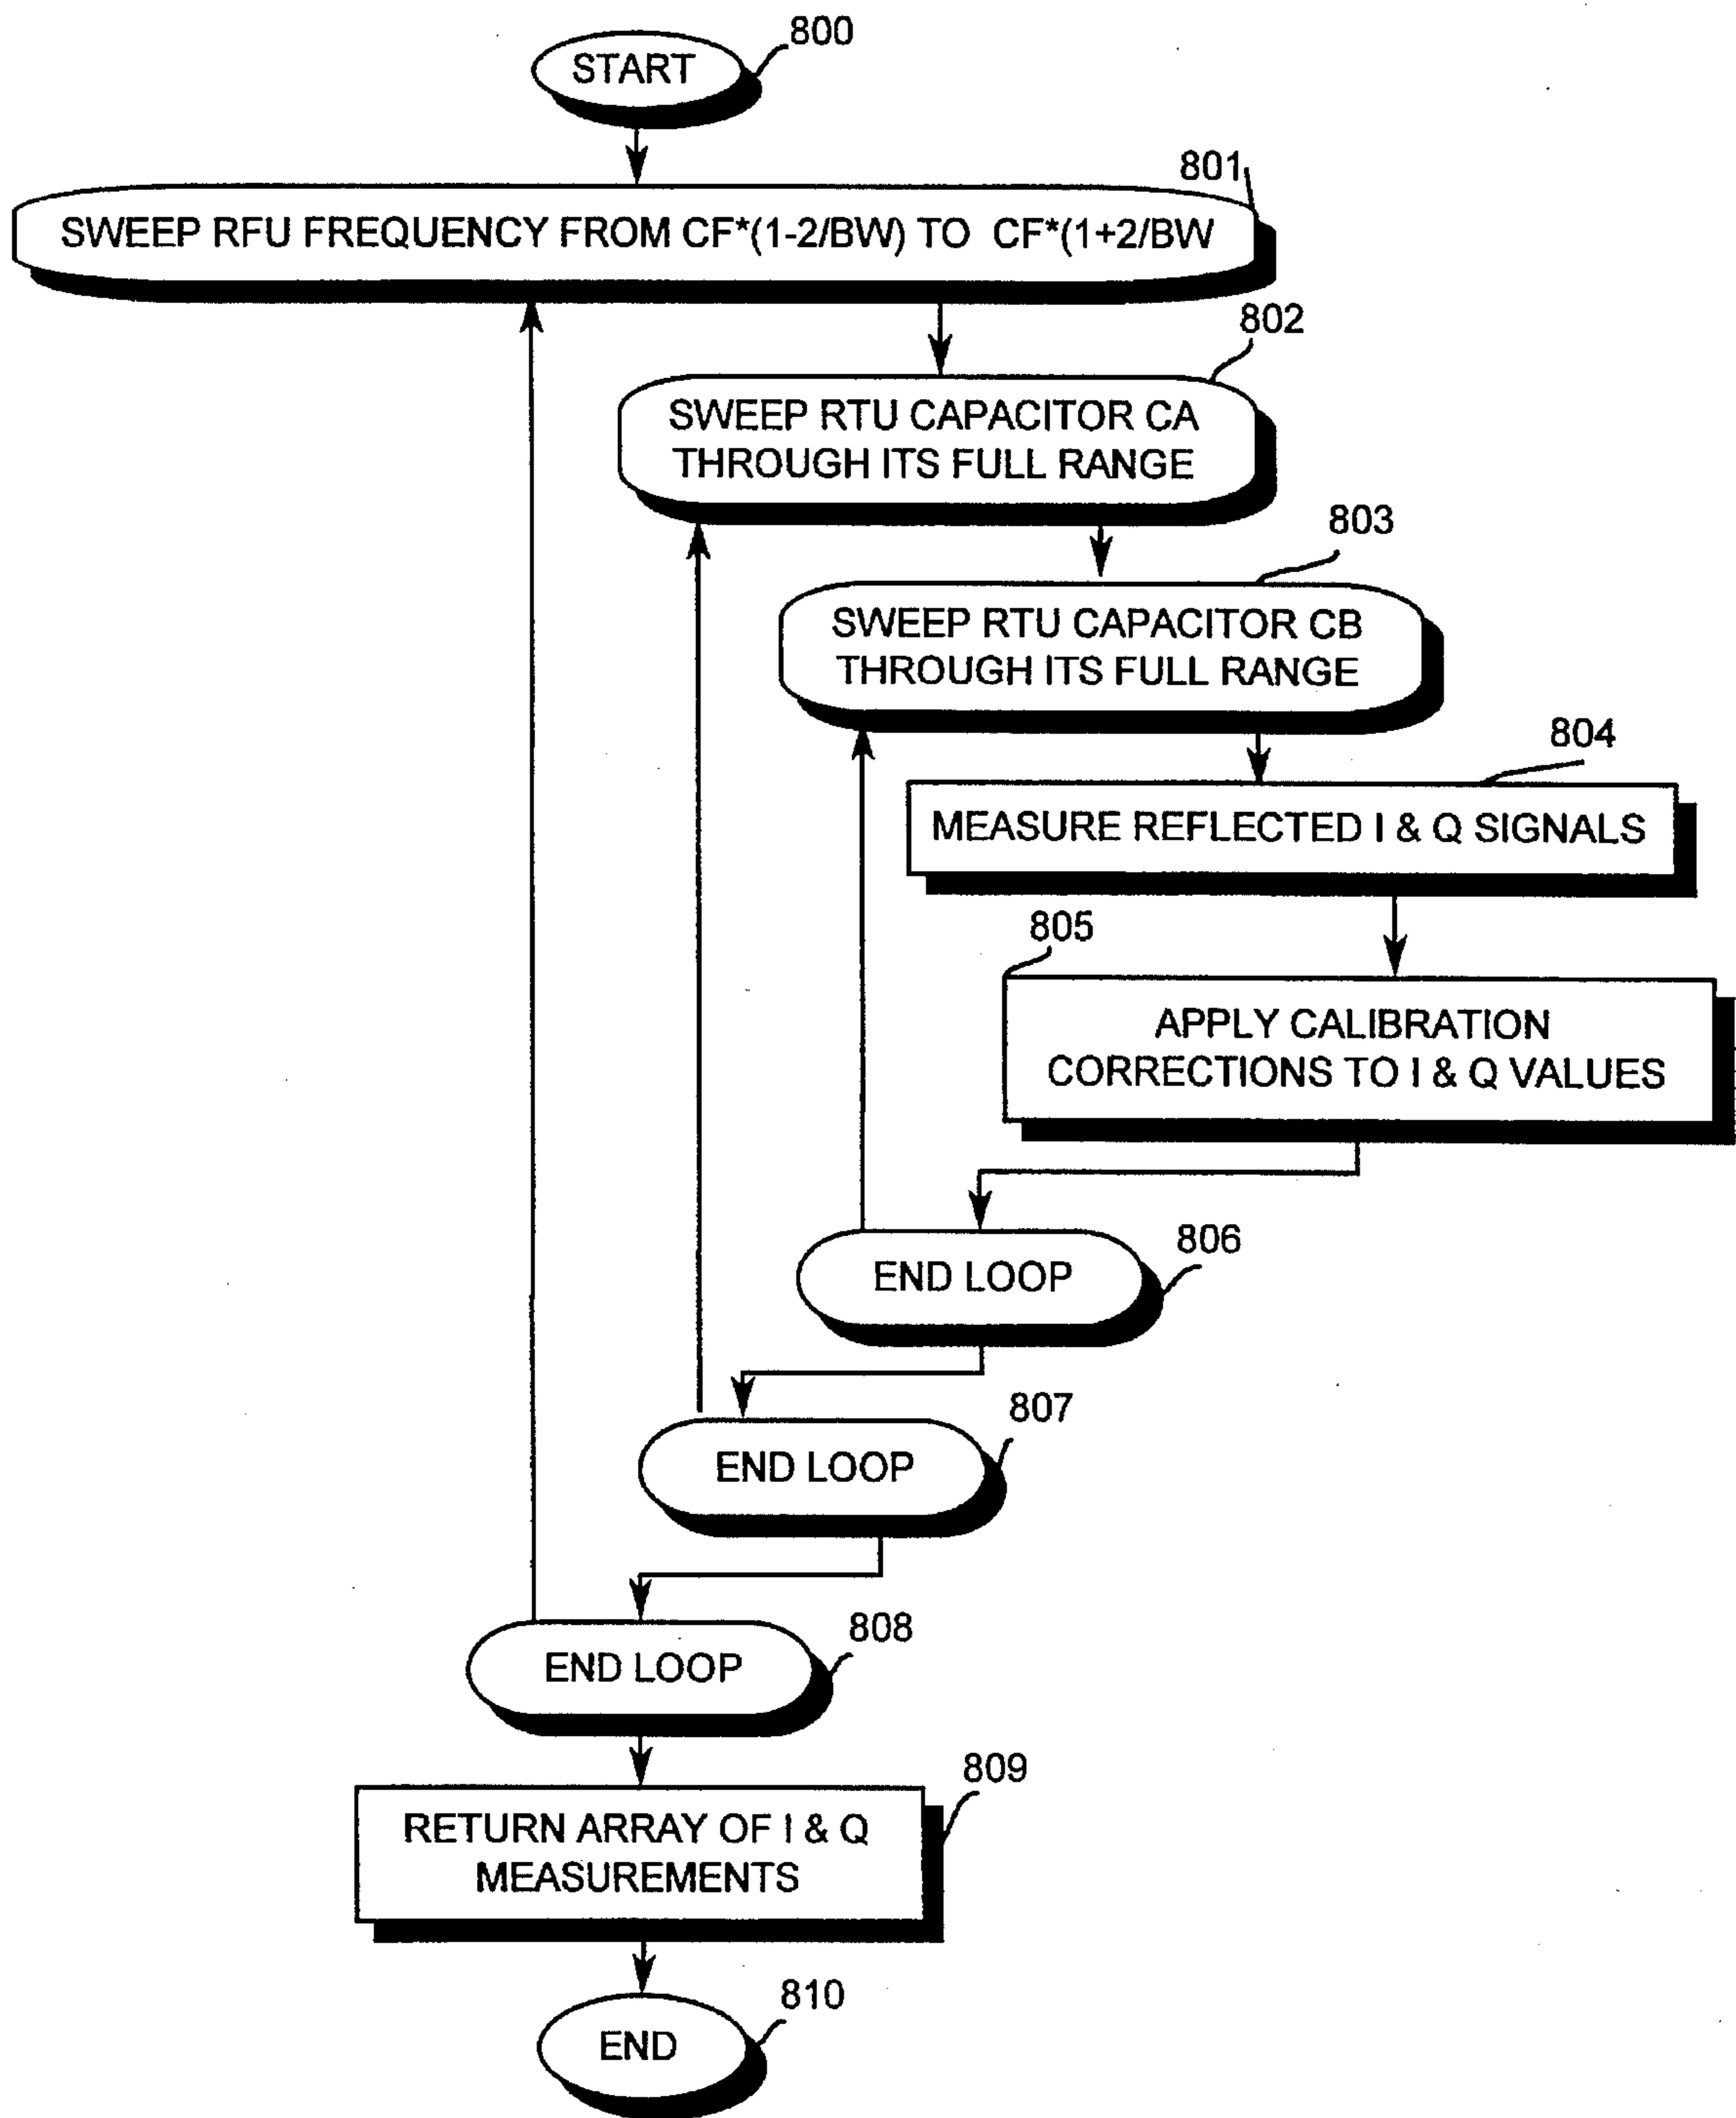 800
START
801
SWEEP RFU FREQUENCY FROM CF*(1-2/BW) TO CF*(1+2/BW
802
SWEEP RTU CAPACITOR CA
THROUGH ITS FULL RANGE
803
SWEEP RTU CAPACITOR CB
THROUGH ITS FULL RANGE
804
MEASURE REFLECTED I & Q SIGNALS
805
APPLY CALIBRATION
CORRECTIONS TO I & Q VALUES
806
END LOOP
807
END LOOP
808
END LOOP
809
RETURN ARRAY OF I & Q
MEASUREMENTS
810
END